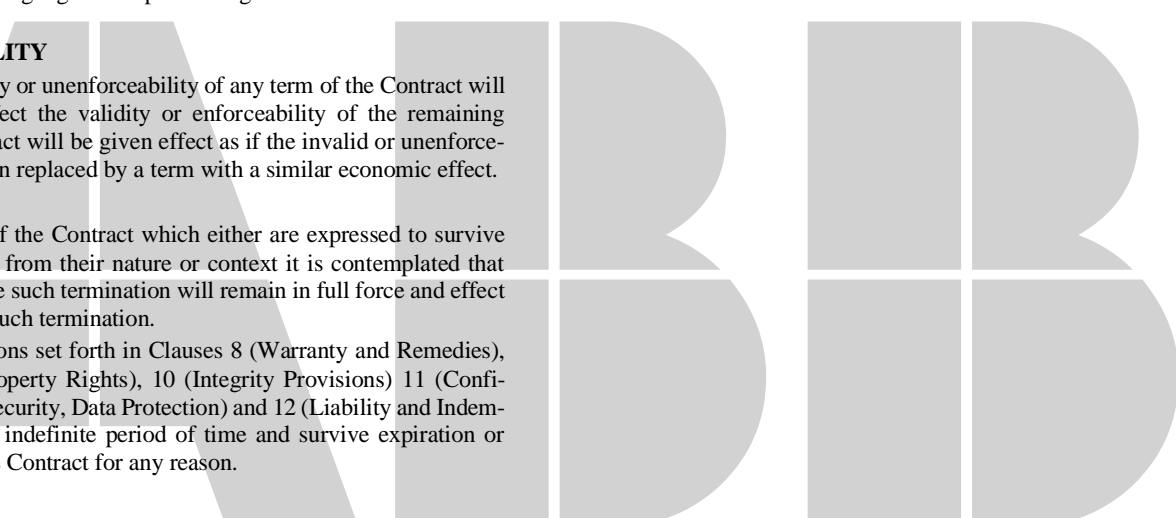 LITY
y or unenforceability of any term of the Contract will
fect the validity or enforceability of the remaining
act will be given effect as if the invalid or unenforce-
n replaced by a term with a similar economic effect.
f the Contract which either are expressed to survive
from their nature or context it is contemplated that
e such termination will remain in full force and effect
uch termination.
ons set forth in Clauses 8 (Warranty and Remedies),
operty Rights), 10 (Integrity Provisions) 11 (Confi-
ecurity, Data Protection) and 12 (Liability and Indem-
indefinite period of time and survive expiration or
Contract for any reason.
ABB